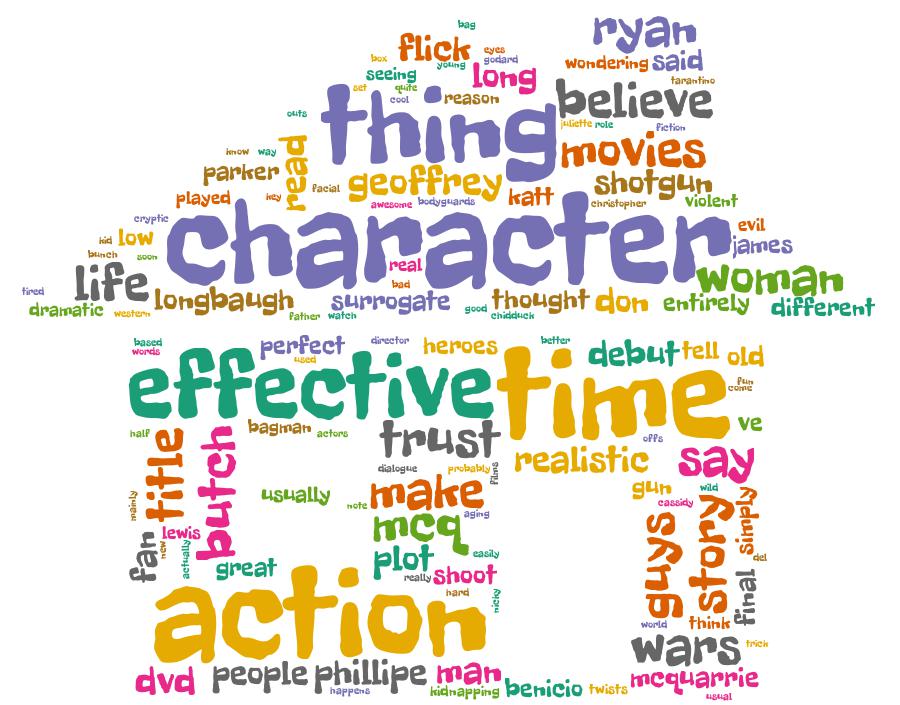 bag
ryan
flick
eyes
box
young
godard
wondering said
seeing
long
tarantino
set
quite
cool
reason
believe
outs
thing
juliette role
fiction
know way
read
movies
parker
facial
geoffrey
katt
shotgun
played
key
awesome
bodyguards
christopher
violent
cryptic
character
evil
kid low
real
james
bunch
soon
life
bad
woman
tired
longbaugh
surrogate
good
thought
don
entirely
different
dramatic
western
father
watch
chidduck
based
words
perfect
director
heroes
better
debut
tell
old
used
effective
time
fun
come
half
title
butch
bagman
actors
trust
offs
ve
realistic
say
dialogue
probably
films
usually
note
make
gun
wild
mainly
aging
cassidy
story
simply
fan
new
lewis
actually
mcq
guys
great
plot
easily
really
shoot
final
del
action
hard
nicky
world
think
wars
trick
dvd
people
phillipe
man
mcquarrie
happens
kidnapping
benicio
twists
usual